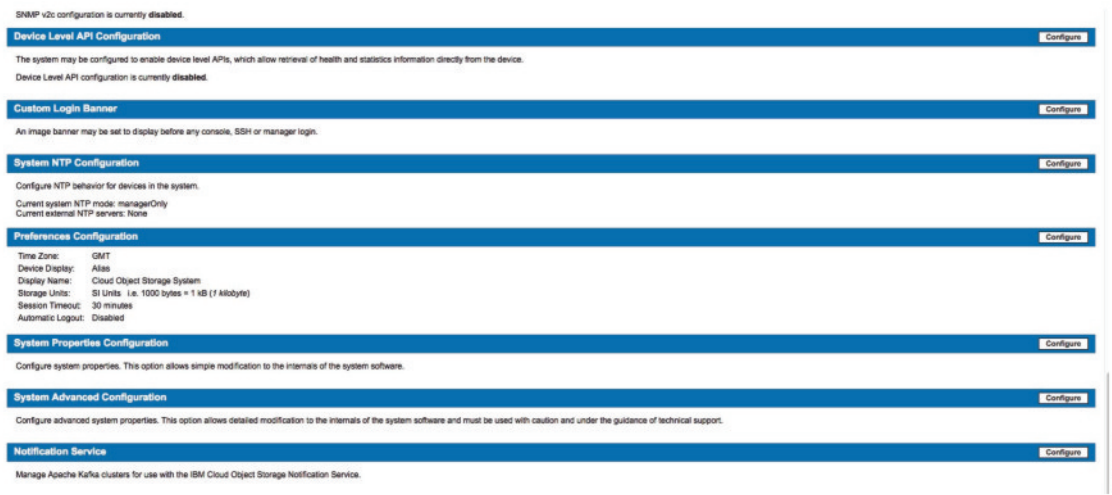 SNMP v2c configuration is currently disabled.
Device Level API Configuration
Configure
The system may be configured to enable device level APIs, which allow retrieval of health and statistics information directly from the device.
Device Level API configuration is currently disabled.
Custom Login Banner
Configure
An image banner may be set to display before any console, SSH or manager login.
System NTP Configuration
Configure
Configure NTP behavior for devices in the system.
Current system NTP mode: managerOnly
Current external NTP servers: None
Preferences Configuration
Configure
Time Zone: GMT
Device Display: Alias
Display Name: Cloud Object Storage System
Storage Units: SI Units i.e. 1000 bytes = 1 kB (1 kilobyte)
Session Timeout: 30 minutes
Automatic Logout: Disabled
System Properties Configuration
Configure
Configure system properties. This option allows simple modification to the internals of the system software.
System Advanced Configuration
Configure
Configure advanced system properties. This option allows detailed modification to the internals of the system software and must be used with caution and under the guidance of technical support.
Notification Service
Configure
Manage Apache Kafka clusters for use with the IBM Cloud Object Storage Notification Service.